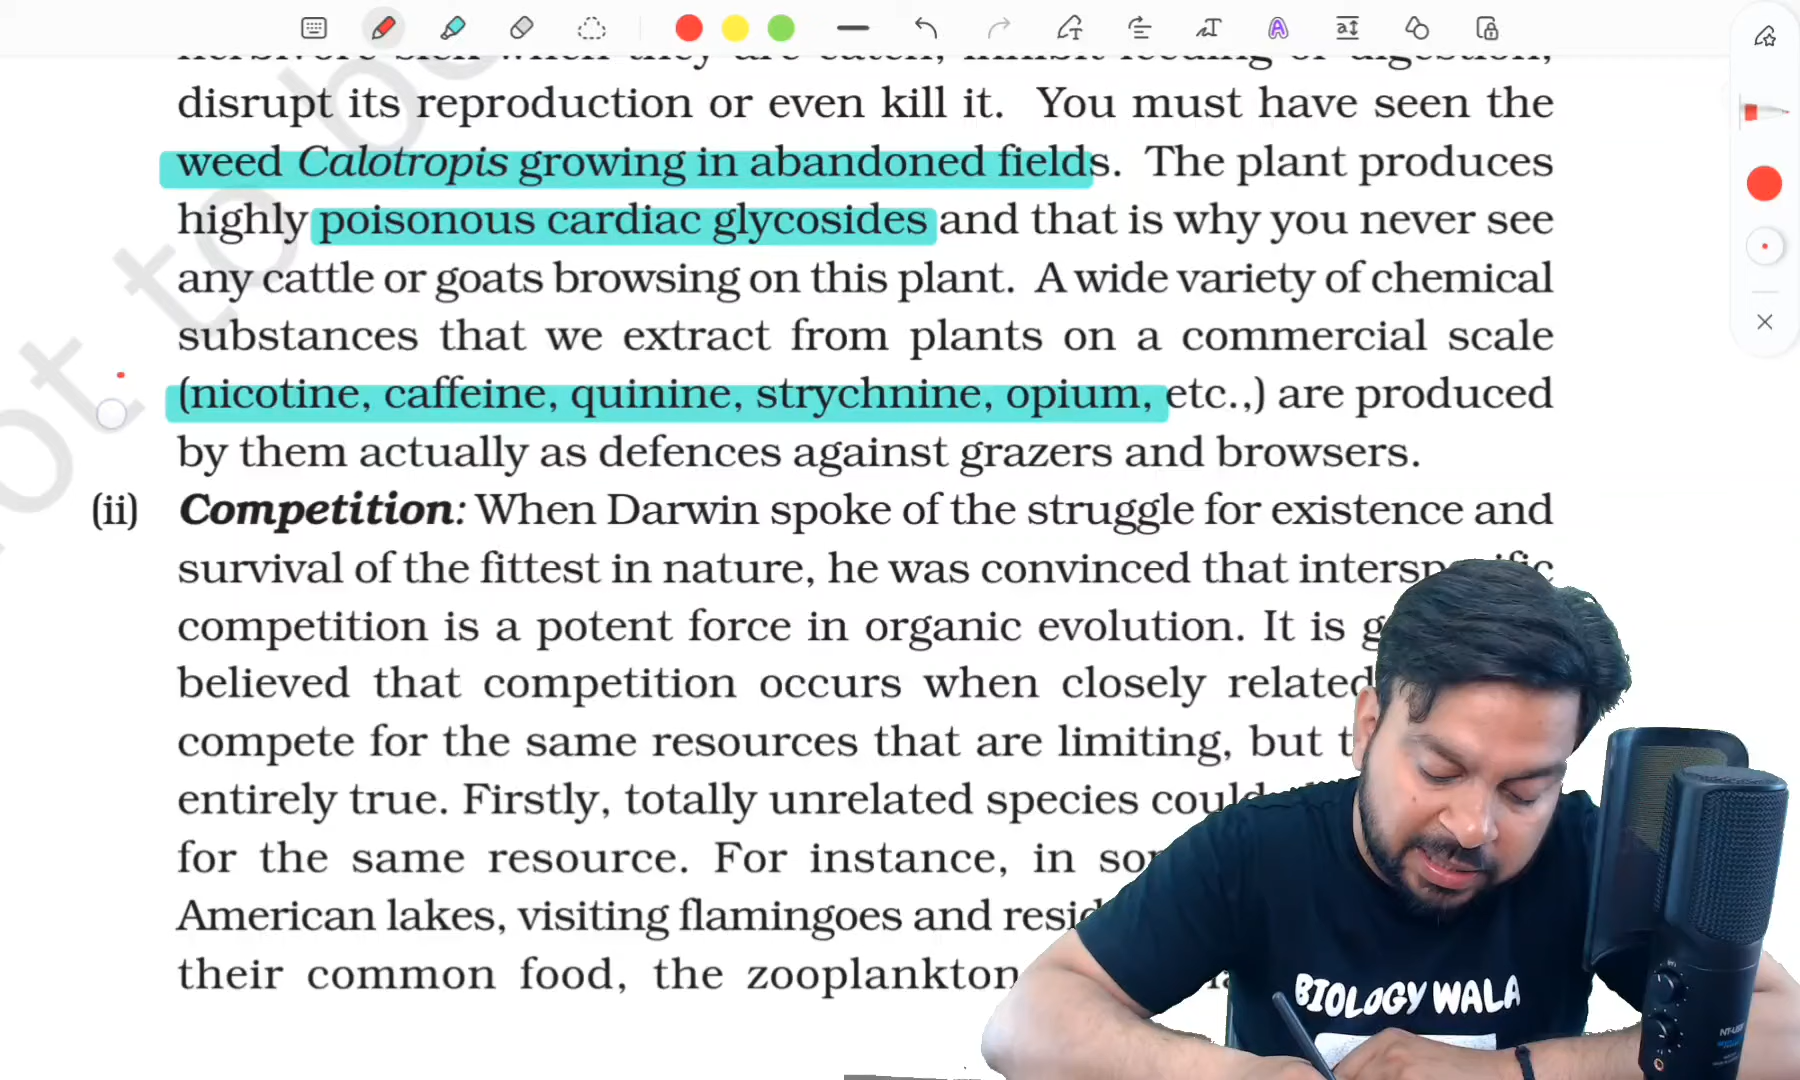 disrupt its reproduction or even kill it. You must have seen the
weed Calotropis growing in abandoned fields. The plant produces
highly poisonous cardiac glycosides and that is why you never see
any cattle or goats browsing on this plant. A wide variety of chemical
substances that we extract from plants on a commercial scale
(nicotine, caffeine, quinine, strychnine, opium, etc.,) are produced
by them actually as defences against grazers and browsers.
(ii) Competition: When Darwin spoke of the struggle for existence and
survival of the fittest in nature, he was convinced that
competition is a potent force in organic evolution. It is
believed that competition occurs when closely related
compete for the same resources that are limiting, but
entirely true. Firstly, totally unrelated species could
for the same resource. For instance, in
American lakes, visiting flamingoes and
their common food, the zooplankton
BIOLOGY WALA